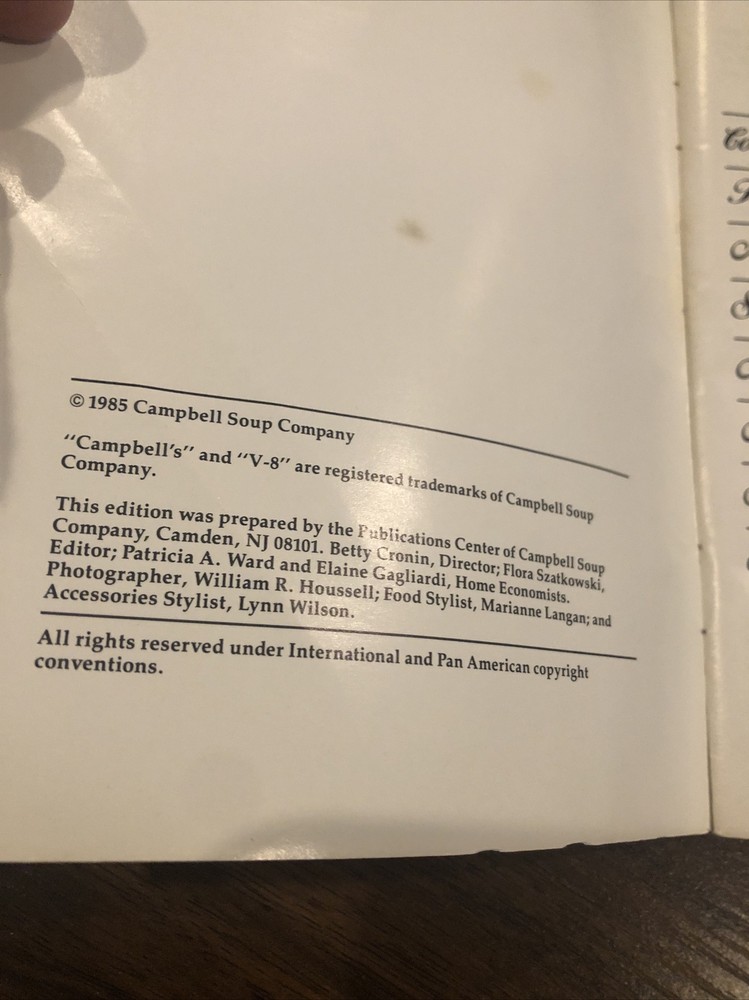 © 1985 Campbell Soup Company
"Campbell's" and "V-8" are registered trademarks of Campbell Soup
Company.
This edition was prepared by the Publications Center of Campbell Soup
Company, Camden, NJ 08101. Betty Cronin, Director; Flora Szatkowski,
Editor; Patricia A. Ward and Elaine Gagliardi, Home Economists.
Photographer, William R. Houssell; Food Stylist, Marianne Langan; and
Accessories Stylist, Lynn Wilson.
All rights reserved under International and Pan American copyright
conventions.